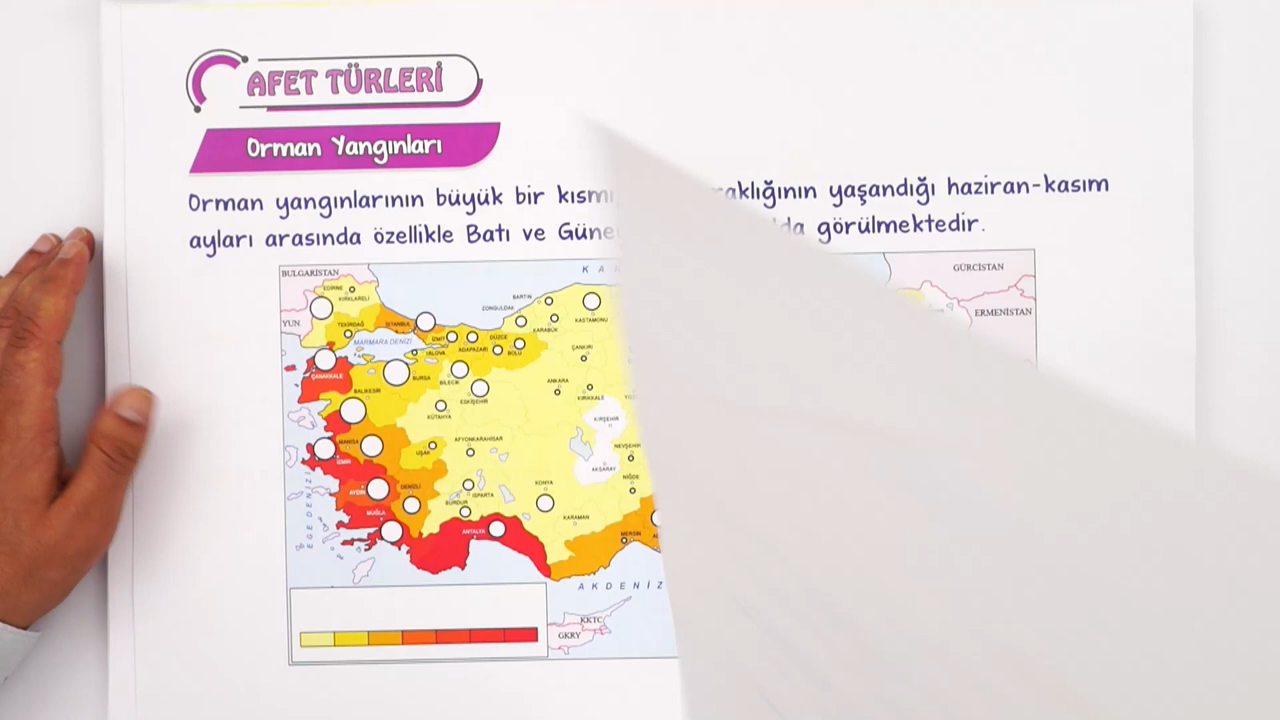 AFET TÜRLERİ
Orman Yangınları
Orman yangınlarının büyük bir kısmı yaşandığı haziran-kasım
ayları arasında özellikle Batı ve görülmektedir.
BULGARİSTAN
GÜRCİSTAN
EDİRNE
KIRKLARELİ
BARTIN
ZONGULDAK
ERMENİSTAN
YUN
TEKİRDAĞ
İSTANBUL
KASTAMONU
KARABÜK
MARMARA DENİZİ
İZMİT
DÜZCE
YALOVA
ADAPAZARI
BOLU
ÇANKIRI
ÇANAKKALE
BURSA
BİLECİK
ANKARA
BALIKESİR
ESKİŞEHİR
KIRIKKALE
KÜTAHYA
KIRŞEHİR
MANİSA
AFYONKARAHİSAR
NEVŞEHİR
UŞAK
İZMİR
AKSARAY
NİĞDE
AYDIN
DENİZLİ
KONYA
ISPARTA
BURDUR
MUĞLA
KARAMAN
EGE DENİZİ
ANTALYA
MERSİN
AKDENİZ
KKTC
GKRY